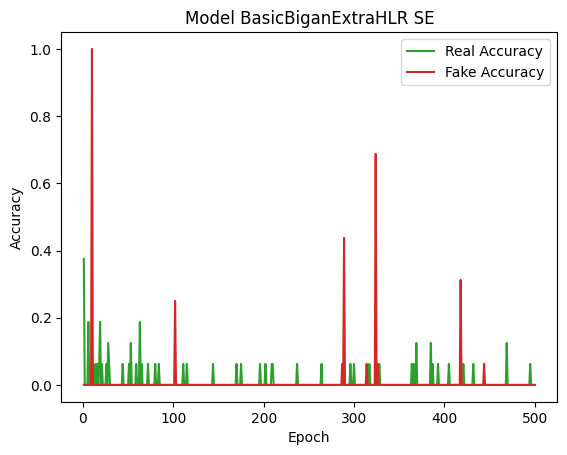 Model BasicBiganExtraHLR SE
Real Accuracy
Fake Accuracy
Accuracy
1.0
0.8
0.6
0.4
0.2
0.0
0 100 200 300 400 500
Epoch